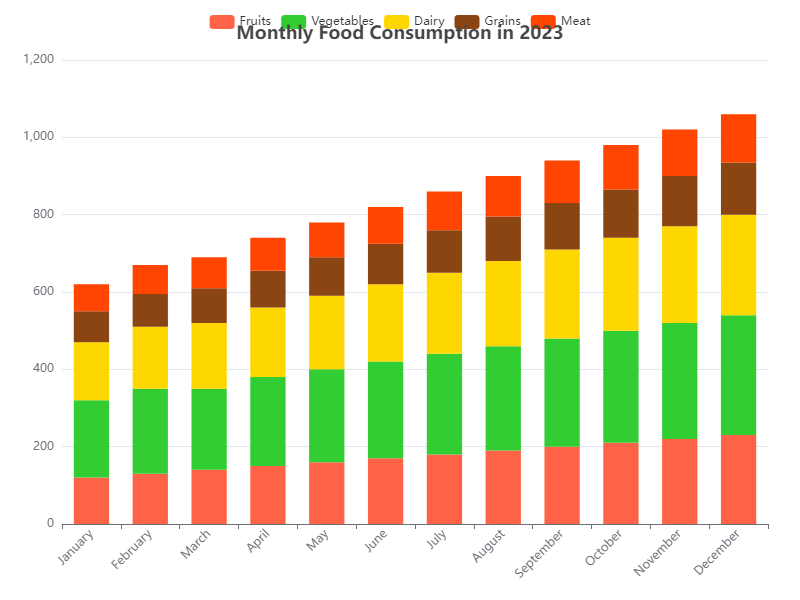 Fruits Vegetables Dairy Grains Meat
Monthly Food Consumption in 2023
1,200
1,000
800
600
400
200
0
January February March April May June July August September October November December